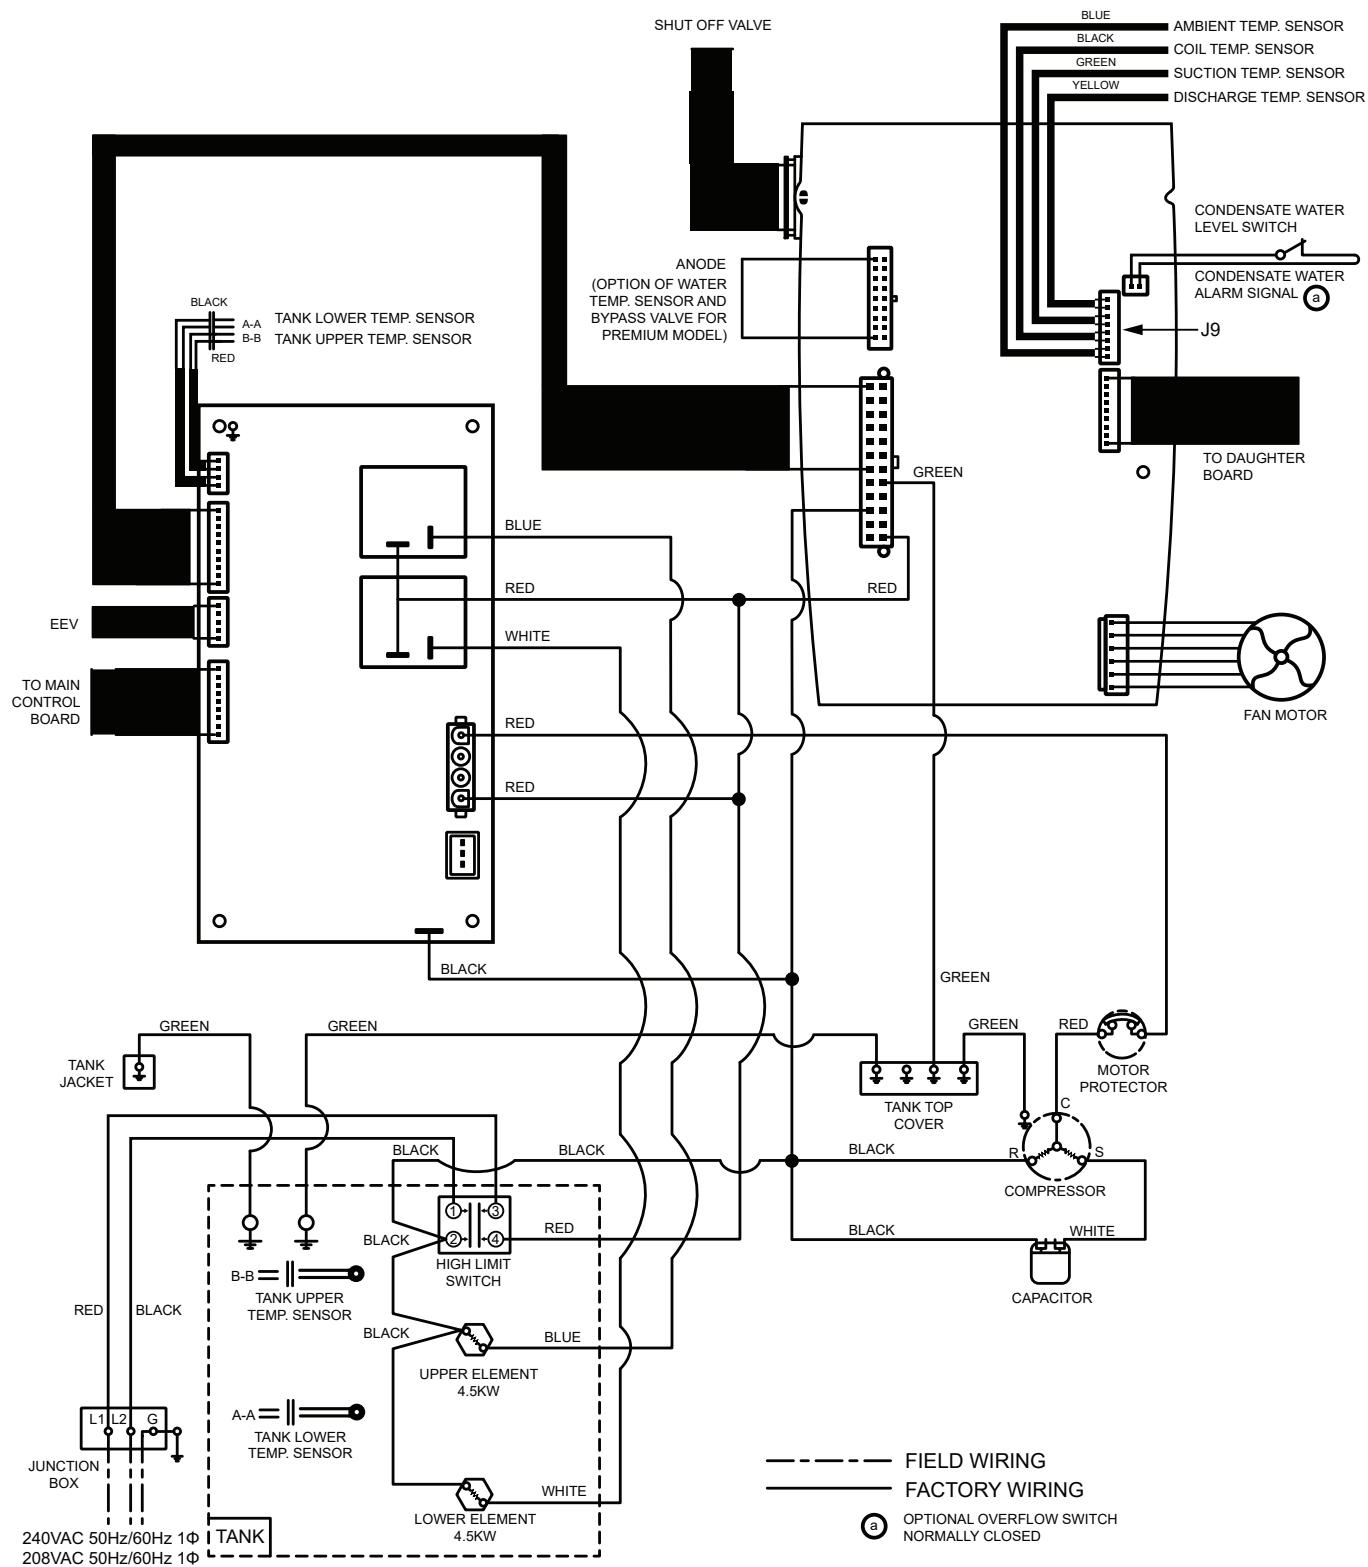 SHUT OFF VALVE
BLUE
AMBIENT TEMP. SENSOR
BLACK
COIL TEMP. SENSOR
GREEN
SUCTION TEMP. SENSOR
YELLOW
DISCHARGE TEMP. SENSOR
CONDENSATE WATER
LEVEL SWITCH
CONDENSATE WATER
ALARM SIGNAL a
J9
ANODE
(OPTION OF WATER
TEMP. SENSOR AND
BYPASS VALVE FOR
PREMIUM MODEL)
BLACK
A-A
TANK LOWER TEMP. SENSOR
B-B
TANK UPPER TEMP. SENSOR
RED
TO DAUGHTER
BOARD
GREEN
BLUE
RED
RED
WHITE
EEV
TO MAIN
CONTROL
BOARD
FAN MOTOR
RED
RED
BLACK
GREEN
GREEN
GREEN
GREEN
RED
TANK
JACKET
MOTOR
PROTECTOR
TANK TOP
COVER
C
R
S
COMPRESSOR
BLACK
BLACK
BLACK
1
3
2
4
BLACK
RED
HIGH LIMIT
SWITCH
BLACK
WHITE
CAPACITOR
B-B
TANK UPPER
TEMP. SENSOR
RED
BLACK
BLACK
BLUE
UPPER ELEMENT
4.5KW
A-A
TANK LOWER
TEMP. SENSOR
L1
L2
G
JUNCTION
BOX
WHITE
LOWER ELEMENT
4.5KW
TANK
240VAC 50Hz/60Hz 1Φ
208VAC 50Hz/60Hz 1Φ
FIELD WIRING
FACTORY WIRING
a OPTIONAL OVERFLOW SWITCH
NORMALLY CLOSED